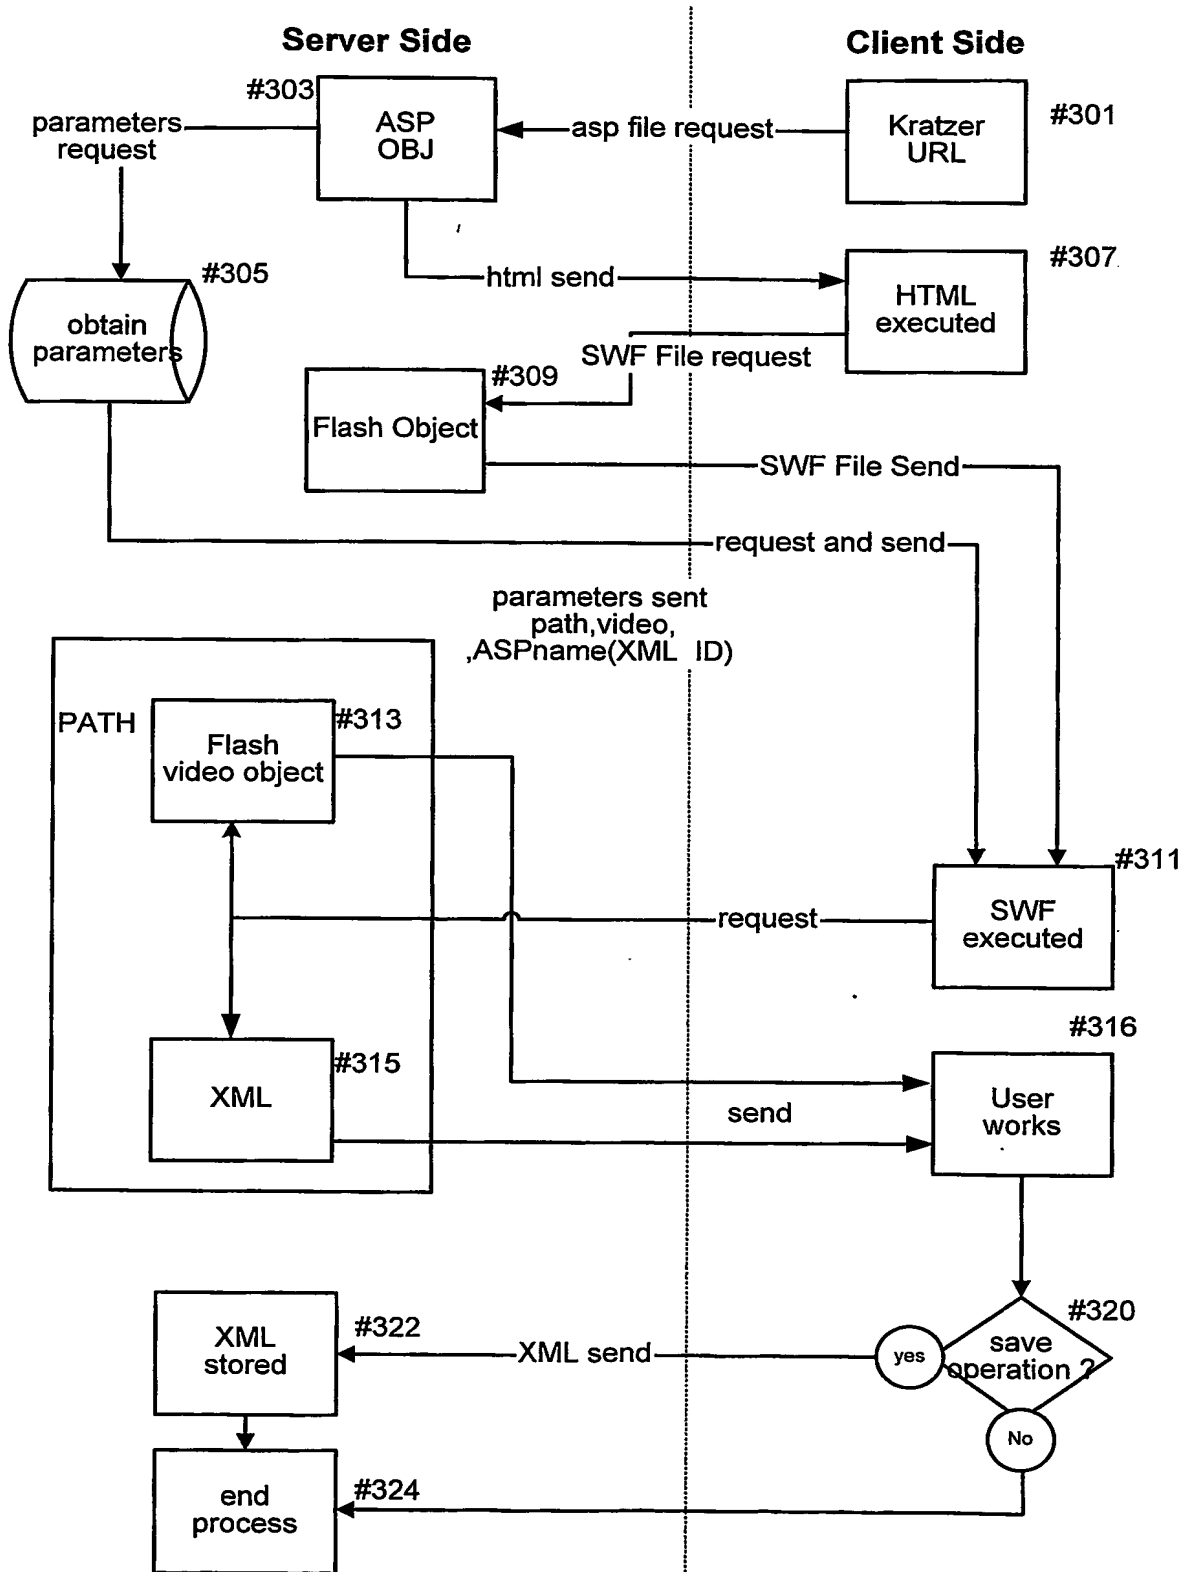 Server Side
Client Side
#303
ASP
OBJ
parameters
request
asp file request
Kratzer
URL
#301
#305
html send
#307
HTML
executed
obtain
parameters
SWF File request
#309
Flash Object
SWF File Send
request and send
parameters sent
path,video,
,ASPname(XML ID)
PATH
#313
Flash
video object
#311
SWF
executed
request
#316
#315
XML
User
works
send
#320
save
operation ?
yes
No
XML send
#322
XML
stored
#324
end
process